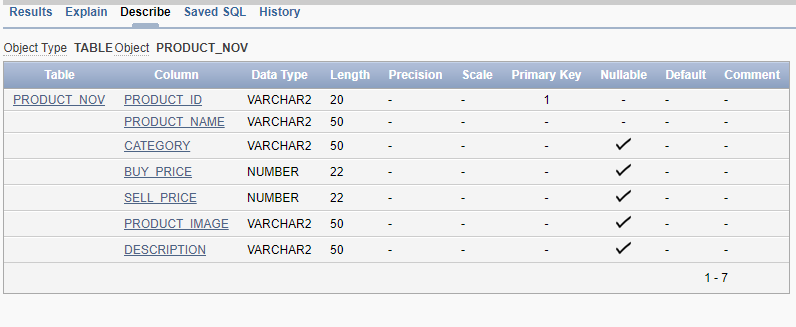 Results Explain Describe Saved SQL History
Object Type TABLE Object PRODUCT_NOV
Table Column Data Type Length Precision Scale Primary Key Nullable Default Comment
PRODUCT_NOV PRODUCT_ID VARCHAR2 20 - - 1 - - -
PRODUCT_NAME VARCHAR2 50 - - - - - -
CATEGORY VARCHAR2 50 - - - ✓ - -
BUY_PRICE NUMBER 22 - - - ✓ - -
SELL_PRICE NUMBER 22 - - - ✓ - -
PRODUCT_IMAGE VARCHAR2 50 - - - ✓ - -
DESCRIPTION VARCHAR2 50 - - - ✓ - -
1 - 7